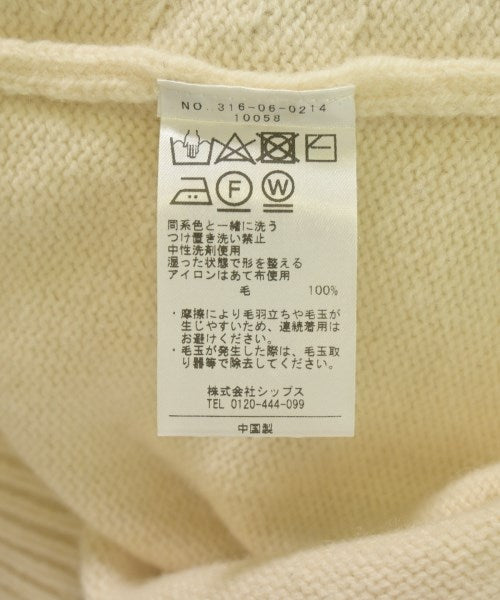 NO. 316-06-0214
10058
F
W
同系色と一緒に洗う
つけ置き洗い禁止
中性洗剤使用
湿った状態で形を整える
アイロンはあて布使用
毛 100%
・摩擦により毛羽立ちや毛玉が
生じやすいため、連続着用は
お避けください。
・毛玉が発生した際は、毛玉取
り器等で除去してください。
株式会社シップス
TEL 0120-444-099
中国製